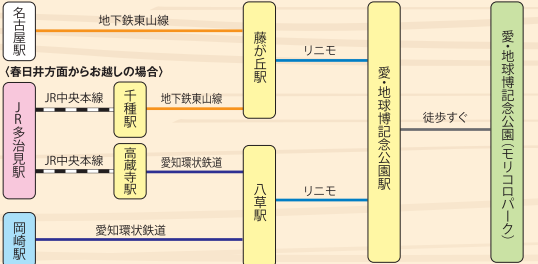 名古屋駅
地下鉄東山線
藤が丘駅
リニモ
愛・地球博記念公園駅
徒歩すぐ
愛・地球博記念公園(モリコロパーク)
〈春日井方面からお越しの場合〉
JR多治見駅
JR中央本線
千種駅
地下鉄東山線
JR中央本線
高蔵寺駅
愛知環状鉄道
八草駅
リニモ
岡崎駅
愛知環状鉄道